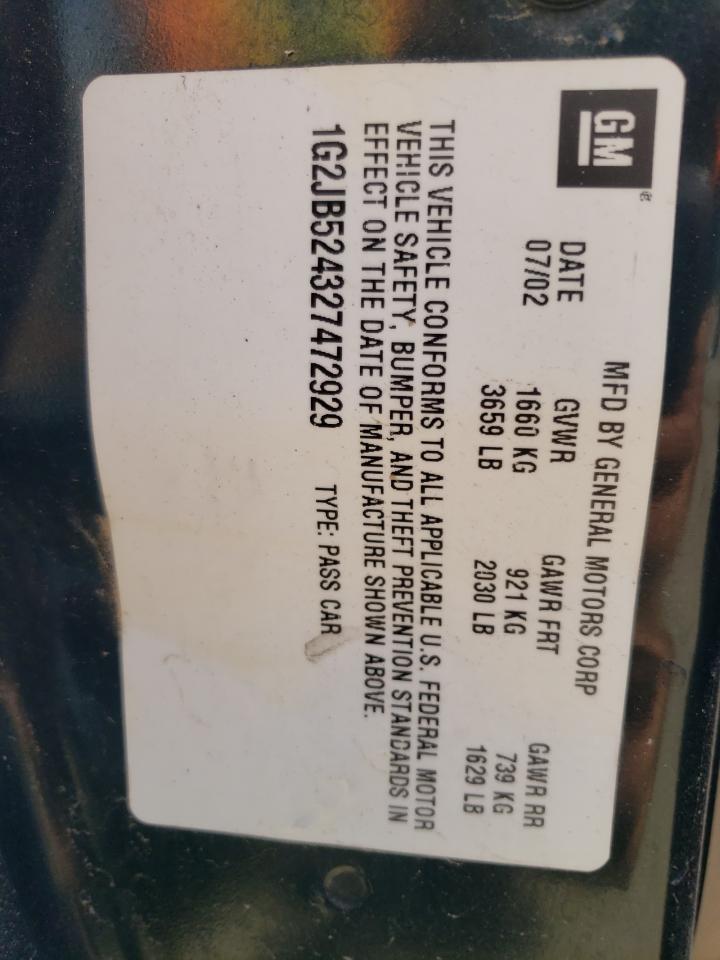 GM®
MFD BY GENERAL MOTORS CORP
DATE GVWR GAWR FRT GAWR RR
07/02 1660 KG 921 KG 739 KG
3659 LB 2030 LB 1629 LB
THIS VEHICLE CONFORMS TO ALL APPLICABLE U.S. FEDERAL MOTOR
VEHICLE SAFETY, BUMPER, AND THEFT PREVENTION STANDARDS IN
EFFECT ON THE DATE OF MANUFACTURE SHOWN ABOVE.
1G2JB524327472929 TYPE: PASS CAR